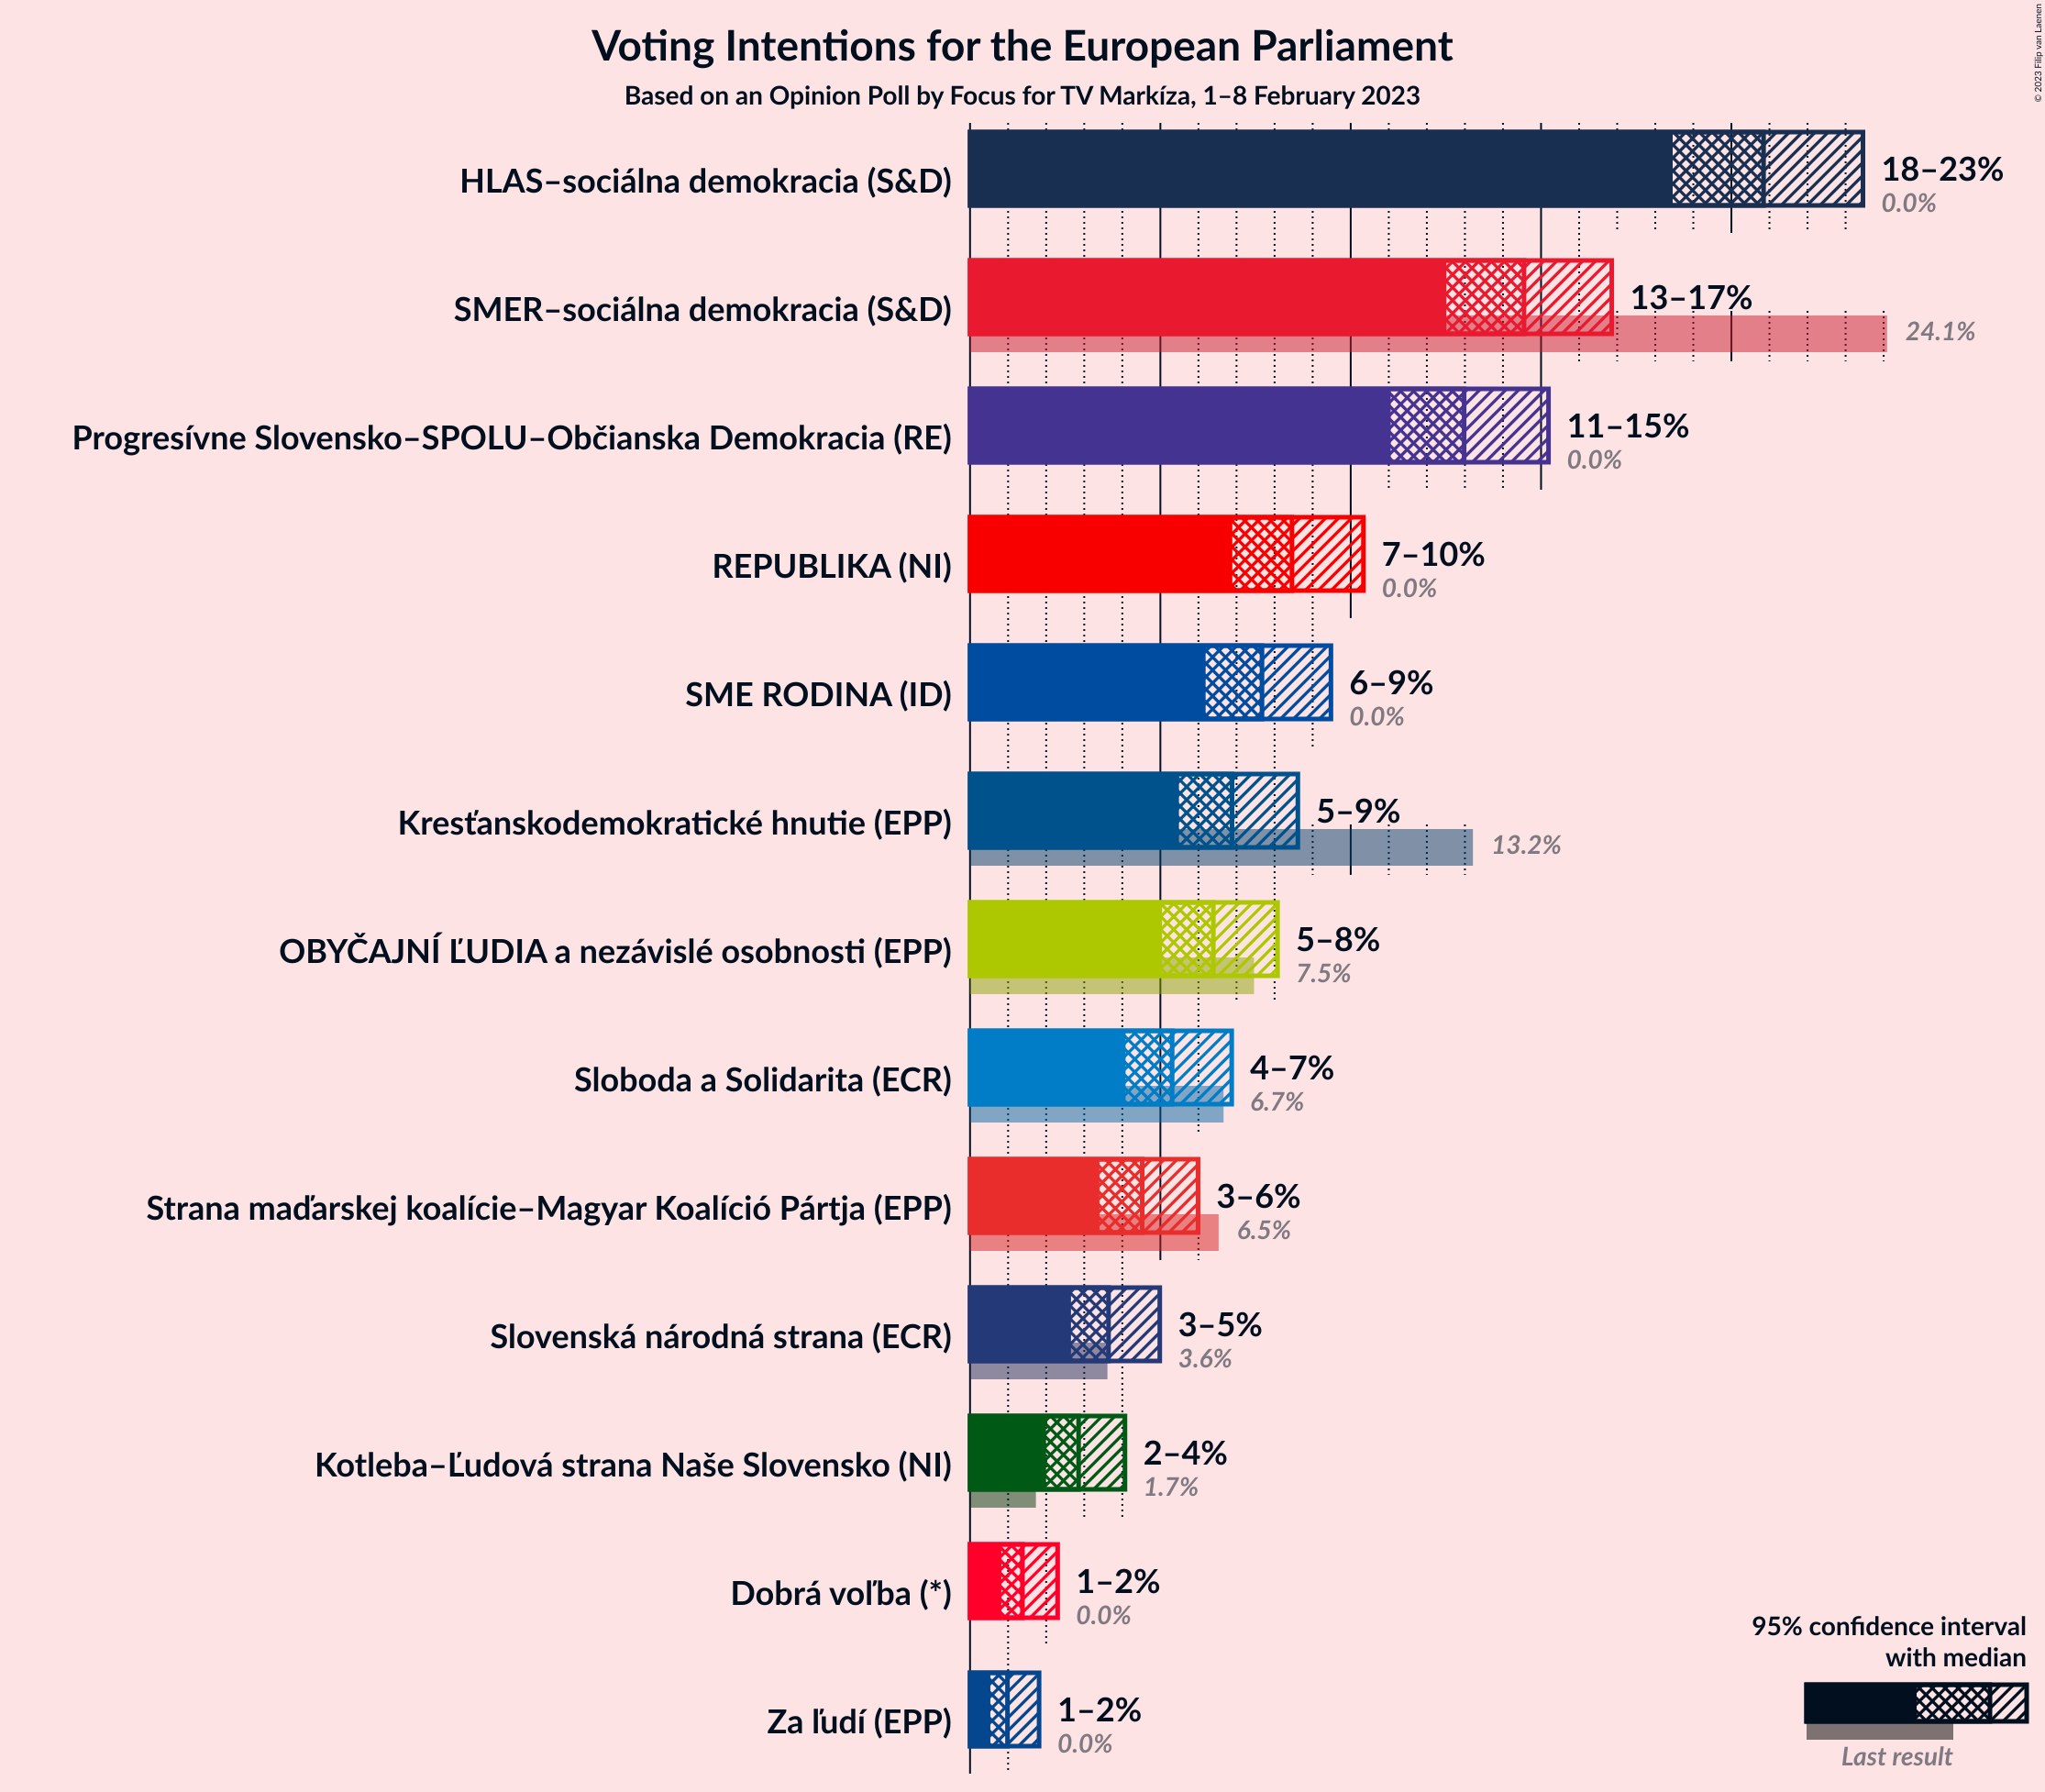 Voting Intentions for the European Parliament
Based on an Opinion Poll by Focus for TV Markíza, 1–8 February 2023
© 2023 Filip van Laenen
HLAS–sociálna demokracia (S&D)
18–23%
0.0%
SMER–sociálna demokracia (S&D)
13–17%
24.1%
Progresívne Slovensko–SPOLU–Občianska Demokracia (RE)
11–15%
0.0%
REPUBLIKA (NI)
7–10%
0.0%
SME RODINA (ID)
6–9%
0.0%
Kresťanskodemokratické hnutie (EPP)
5–9%
13.2%
OBYČAJNÍ ĽUDIA a nezávislé osobnosti (EPP)
5–8%
7.5%
Sloboda a Solidarita (ECR)
4–7%
6.7%
Strana maďarskej koalície–Magyar Koalíció Pártja (EPP)
3–6%
6.5%
Slovenská národná strana (ECR)
3–5%
3.6%
Kotleba–Ľudová strana Naše Slovensko (NI)
2–4%
1.7%
Dobrá voľba (*)
1–2%
0.0%
Za ľudí (EPP)
1–2%
0.0%
95% confidence interval
with median
Last result